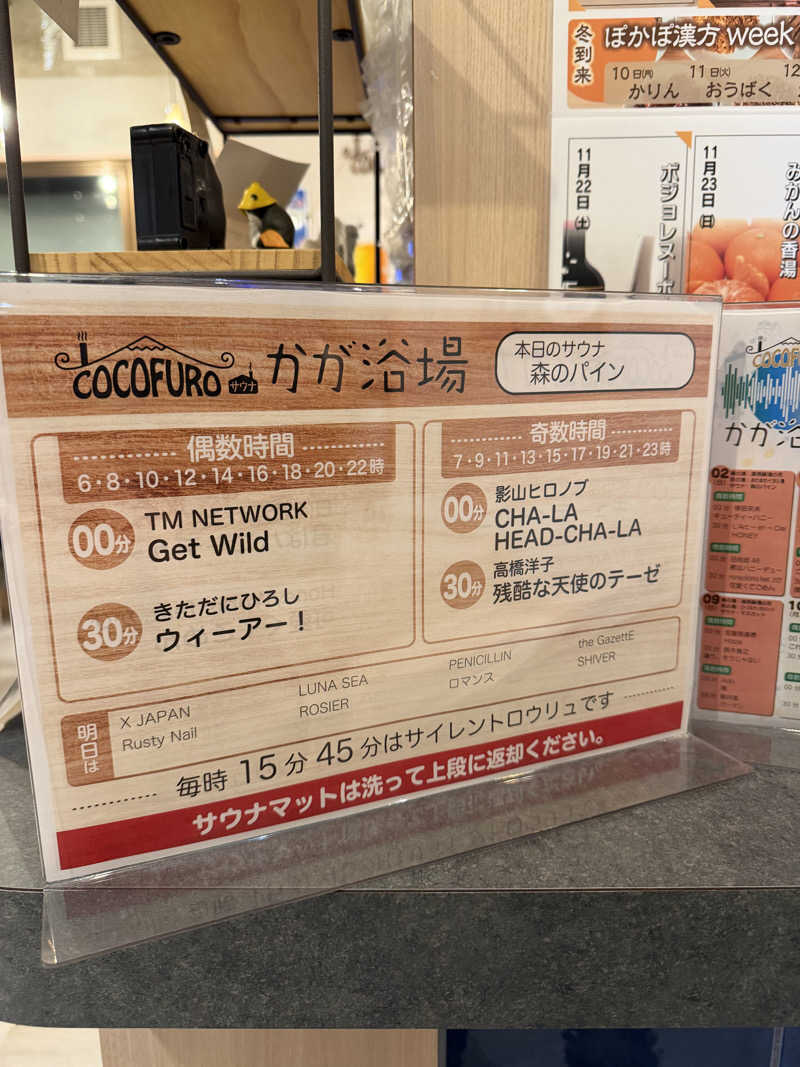 冬到来
ぽかぽ漢方 week
10日(月) 11日(火) 12
かりん おうばく
11月22日(土)
ボジョレヌーボ
11月23日(日)
みかんの香湯
COCOFURO サウナ かが浴場
本日のサウナ
森のパイン
偶数時間
6・8・10・12・14・16・18・20・22時
00分
TM NETWORK
Get Wild
30分
きただにひろし
ウィーアー！
奇数時間
7・9・11・13・15・17・19・21・23時
00分
影山ヒロノブ
CHA-LA
HEAD-CHA-LA
30分
高橋洋子
残酷な天使のテーゼ
明日は
X JAPAN
Rusty Nail
LUNA SEA
ROSIER
PENICILLIN
ロマンス
the GazettE
SHIVER
毎時 15分 45分はサイレントロウリュです
サウナマットは洗って上段に返却ください。
COCOF
かが浴
02
09
10